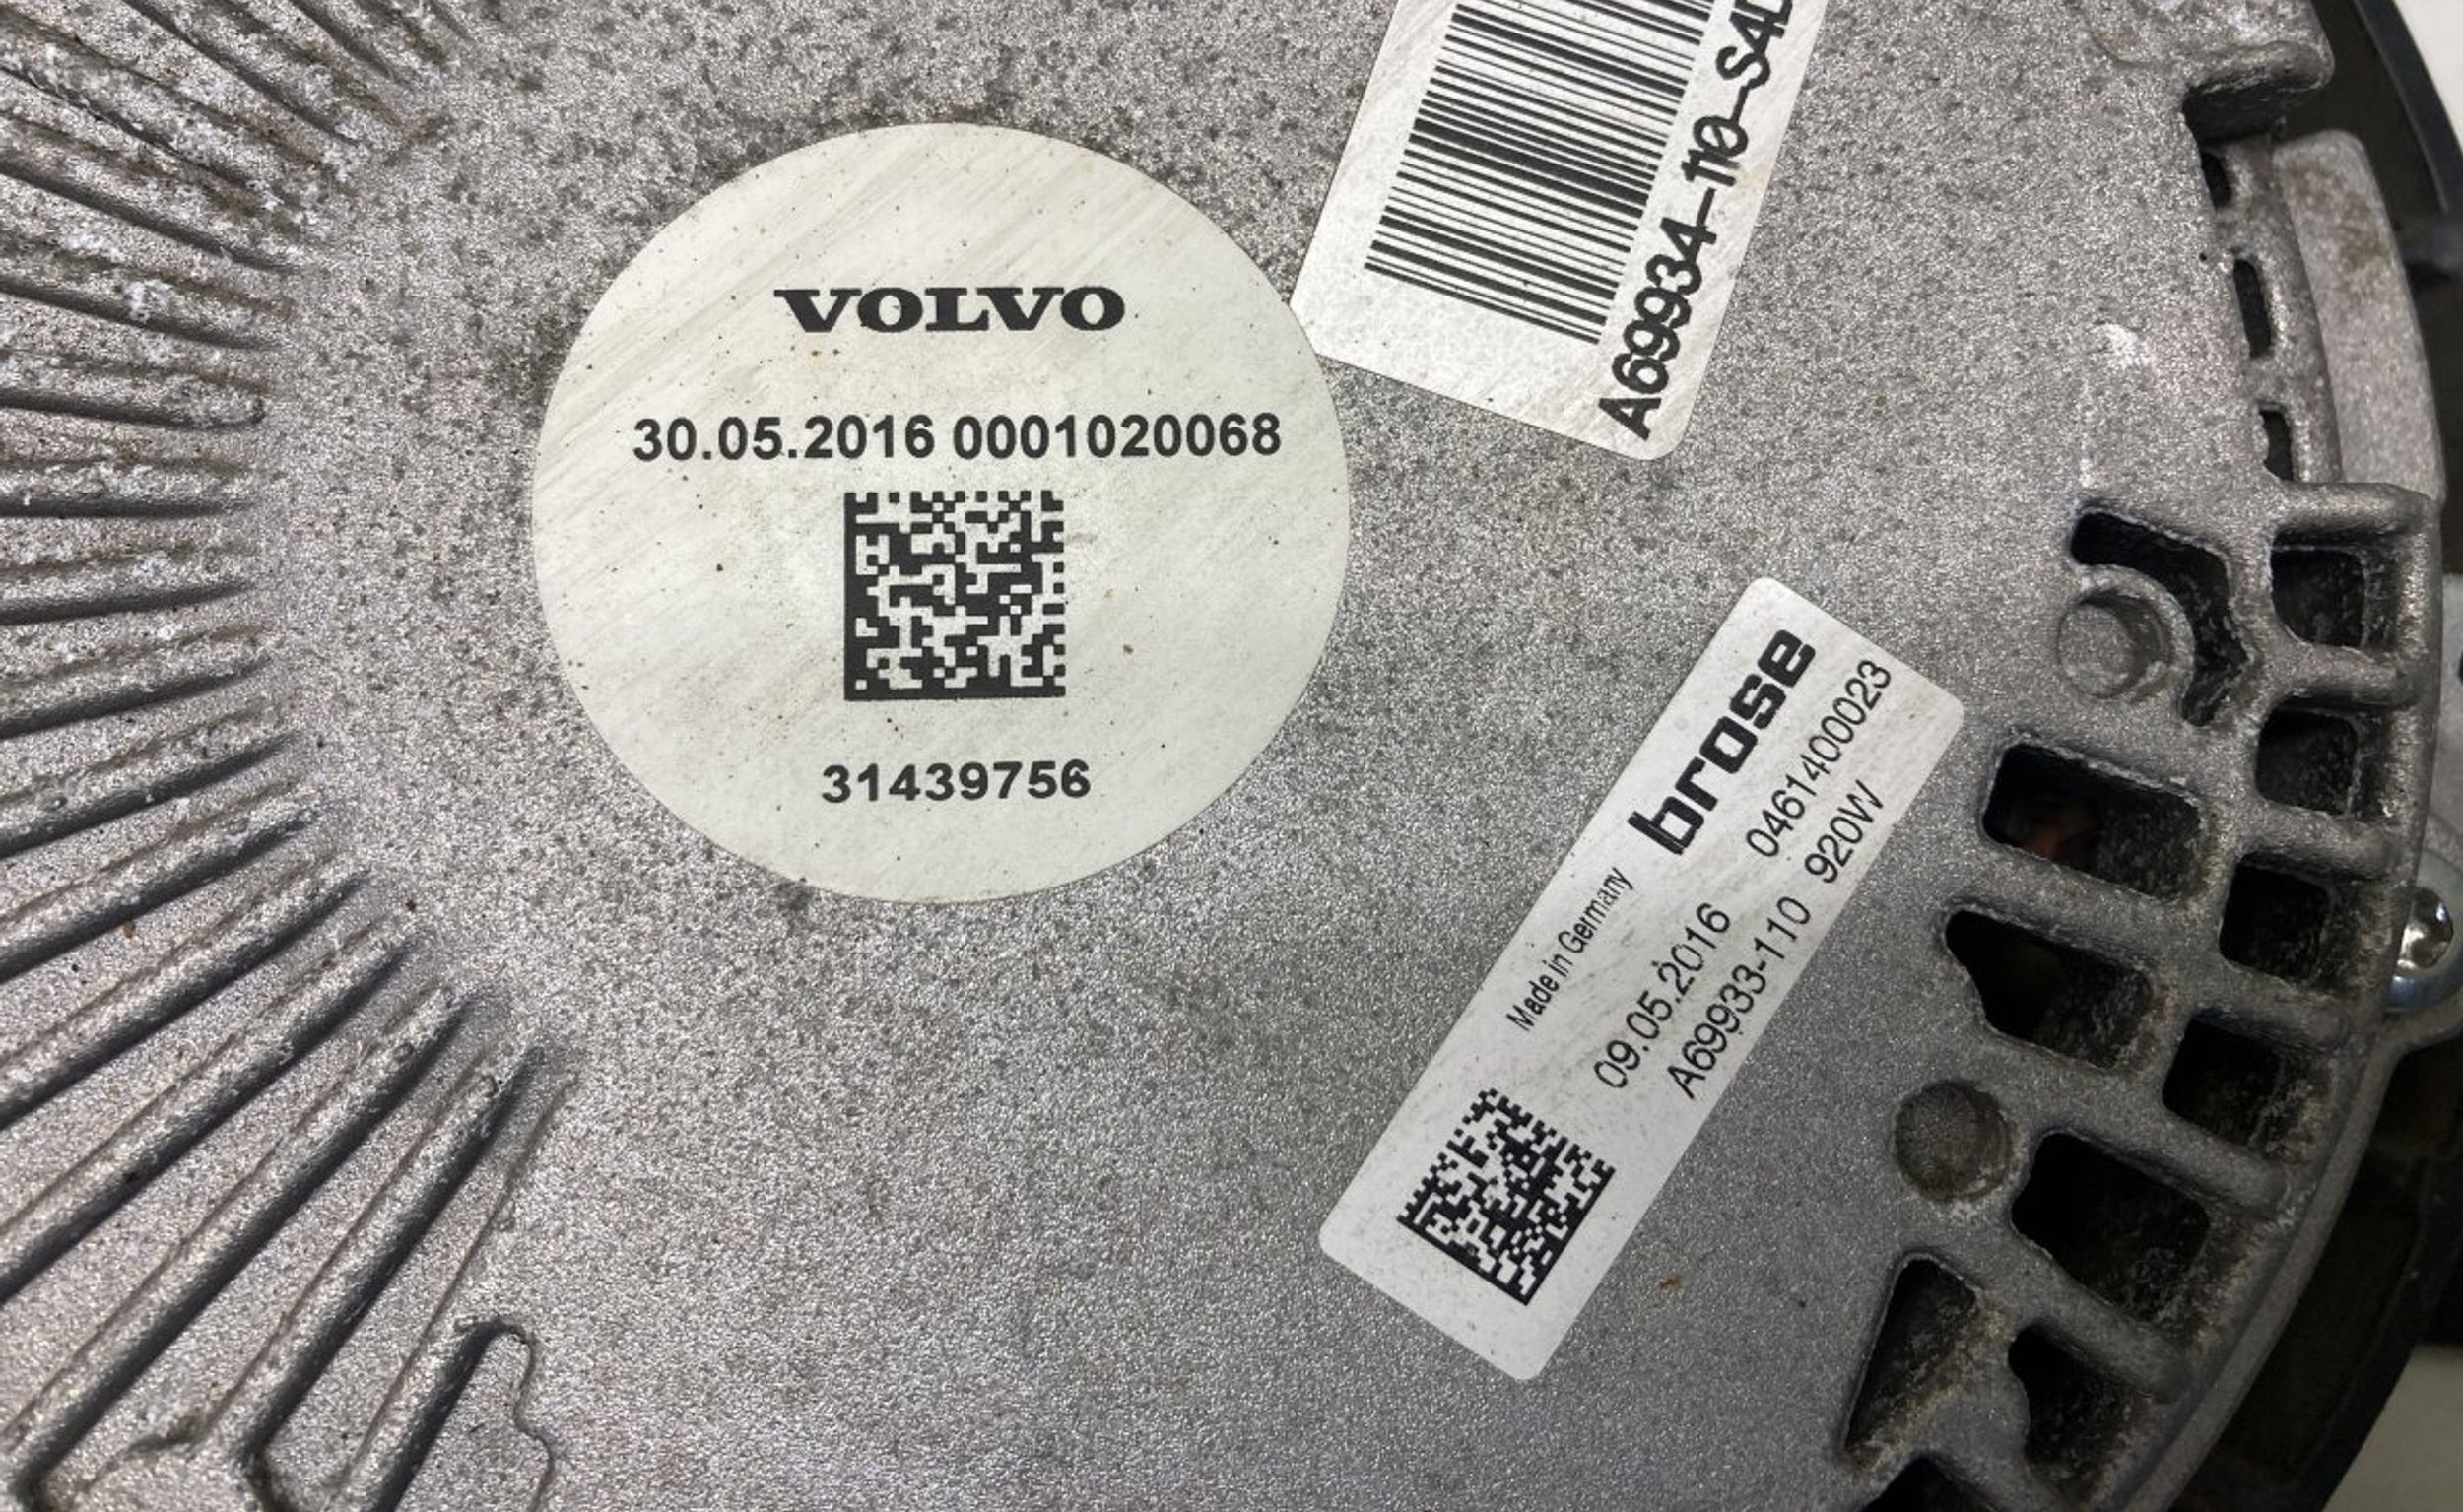 VOLVO
30.05.2016 0001020068
31439756
A69934-110-S4
Made in Germany brose
09.05.2016 0461400023
A69933-110 920W